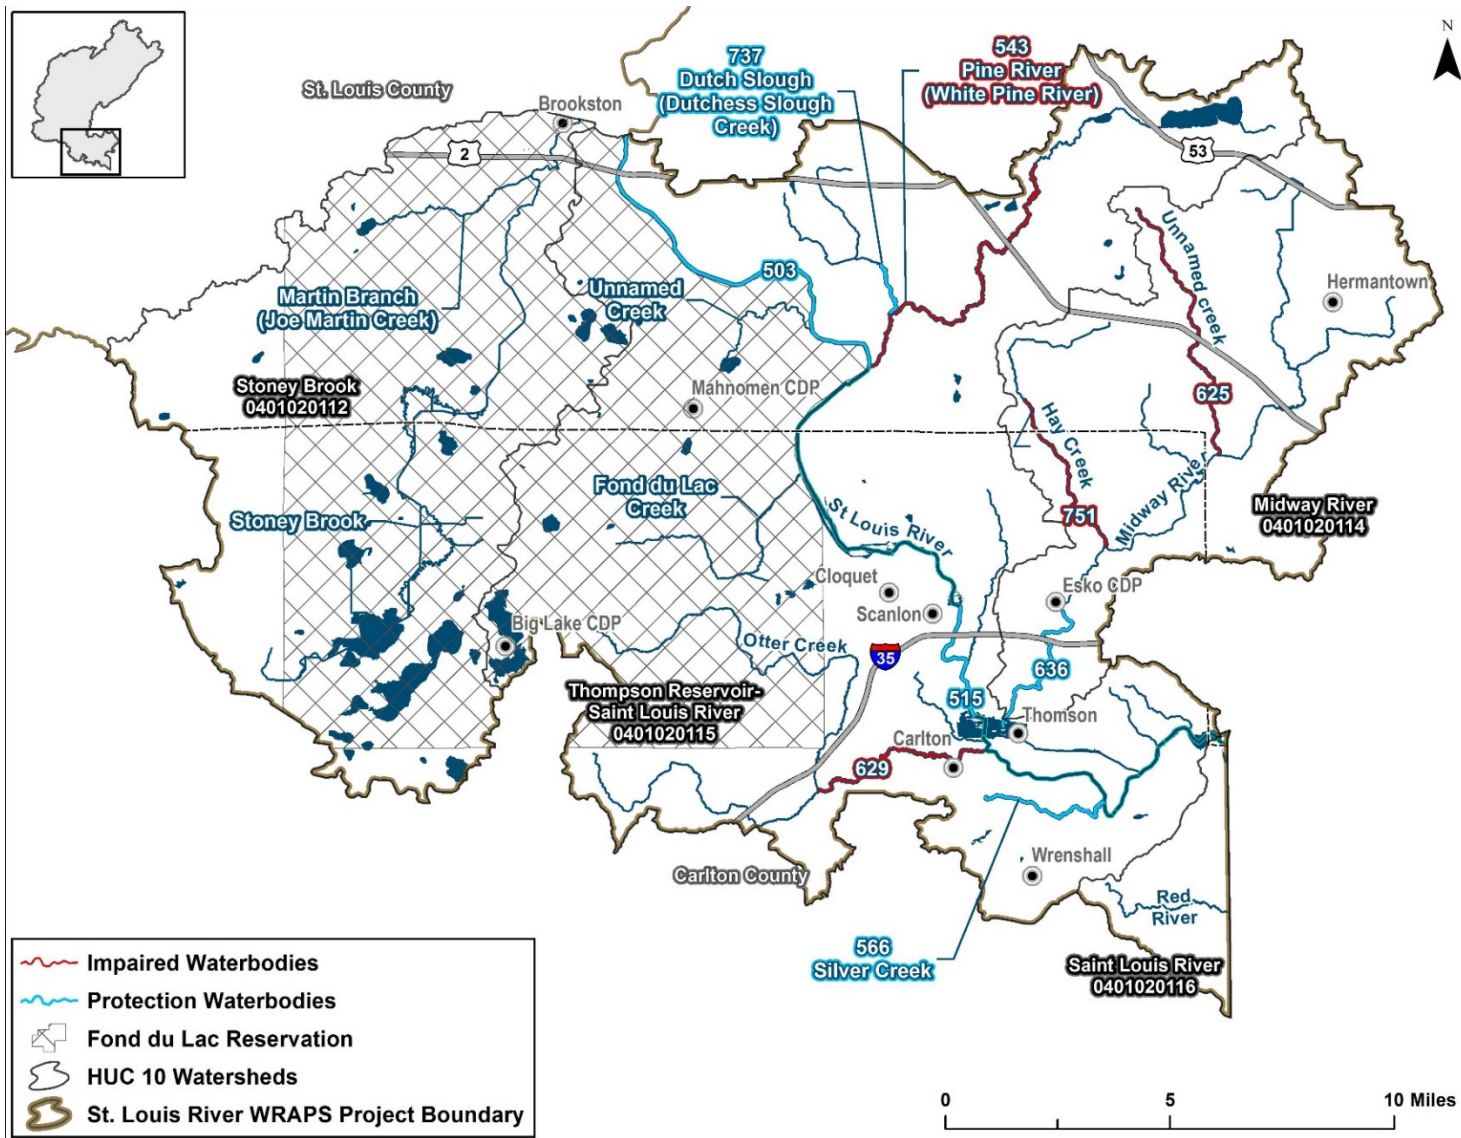 N
St. Louis County
Brookston
737
Dutch Slough
(Dutchess Slough
Creek)
543
Pine River
(White Pine River)
2
53
503
Unnamed creek
Hermantown
Martin Branch
(Joe Martin Creek)
Unnamed
Creek
Stoney Brook
0401020112
Mahnomen CDP
625
Hay Creek
Fond du Lac
Creek
Stoney Brook
St Louis River
751
Midway River
Midway River
0401020114
Cloquet
Scanlon
Esko CDP
Big Lake CDP
Otter Creek
35
636
515
Thompson Reservoir-
Saint Louis River
0401020115
Thomson
Carlton
629
Carlton County
Wrenshall
Red
River
566
Silver Creek
Saint Louis River
0401020116
Impaired Waterbodies
Protection Waterbodies
Fond du Lac Reservation
HUC 10 Watersheds
St. Louis River WRAPS Project Boundary
0 5 10 Miles